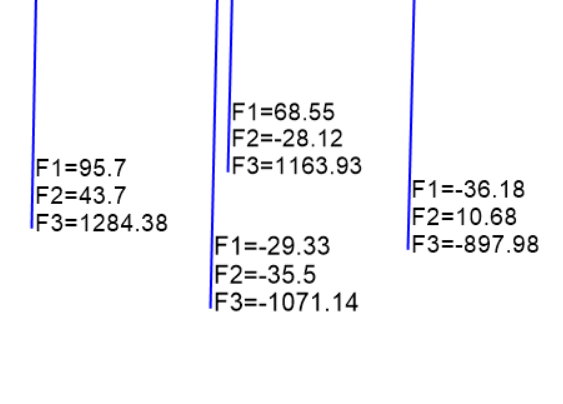 F1=68.55
F2=-28.12
F3=1163.93
F1=95.7
F2=43.7
F3=1284.38
F1=-36.18
F2=10.68
F3=-897.98
F1=-29.33
F2=-35.5
F3=-1071.14